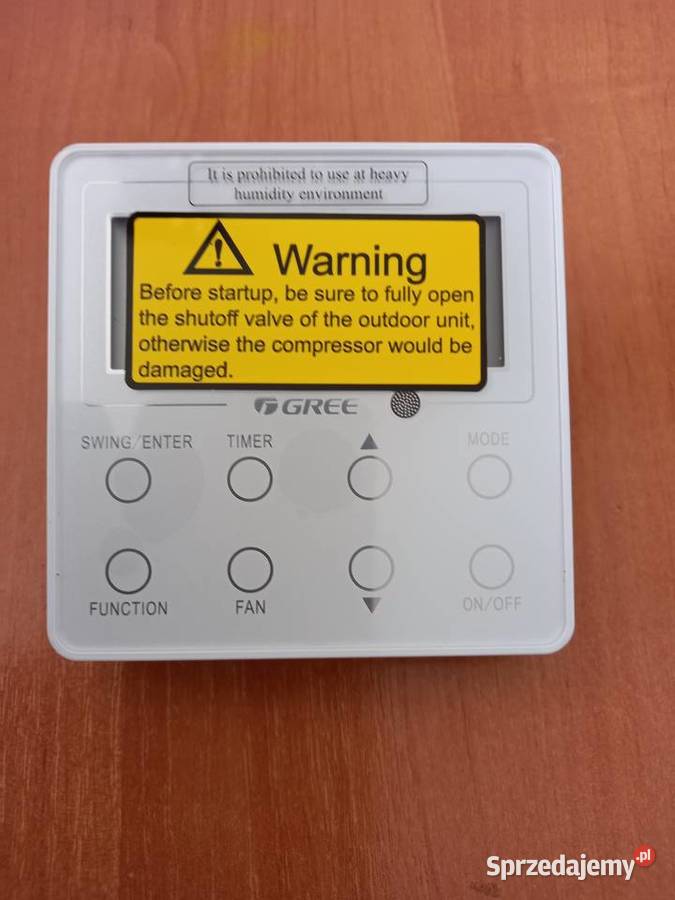 It is prohibited to use at heavy
humidity environment
Warning
Before startup, be sure to fully open
the shutoff valve of the outdoor unit,
otherwise the compressor would be
damaged.
GREE
SWING/ENTER TIMER ▲ MODE
FUNCTION FAN ▼ ON/OFF
Sprzedajemy.pl